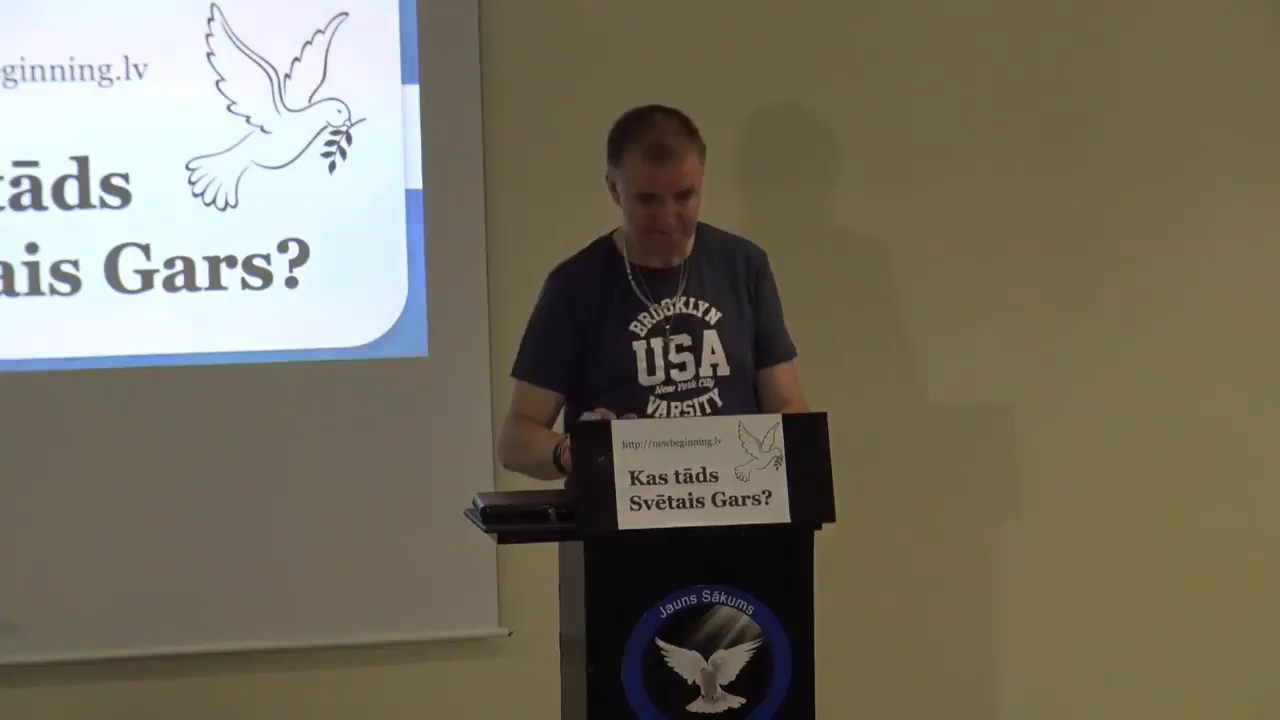 ginning.lv
tāds
ais Gars?
BROOKLYN
USA
New York City
VARSITY
http://newbeginning.lv
Kas tāds
Svētais Gars?
Jauns Sākums